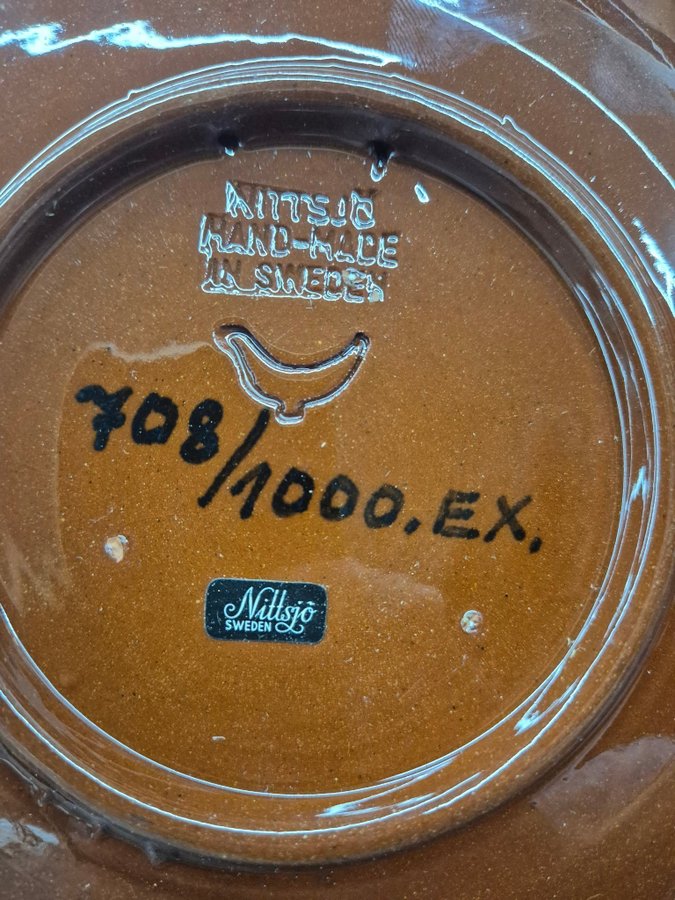 NITTSJÖ
HAND-MADE
IN SWEDEN
708/1000.EX.
Nittsjö
SWEDEN